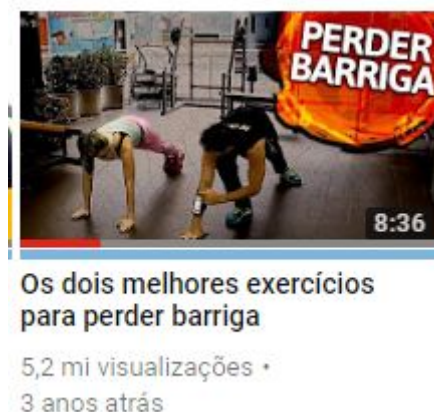 PERDER
BARRIGA
8:36
Os dois melhores exercícios
para perder barriga
5,2 mi visualizações •
3 anos atrás